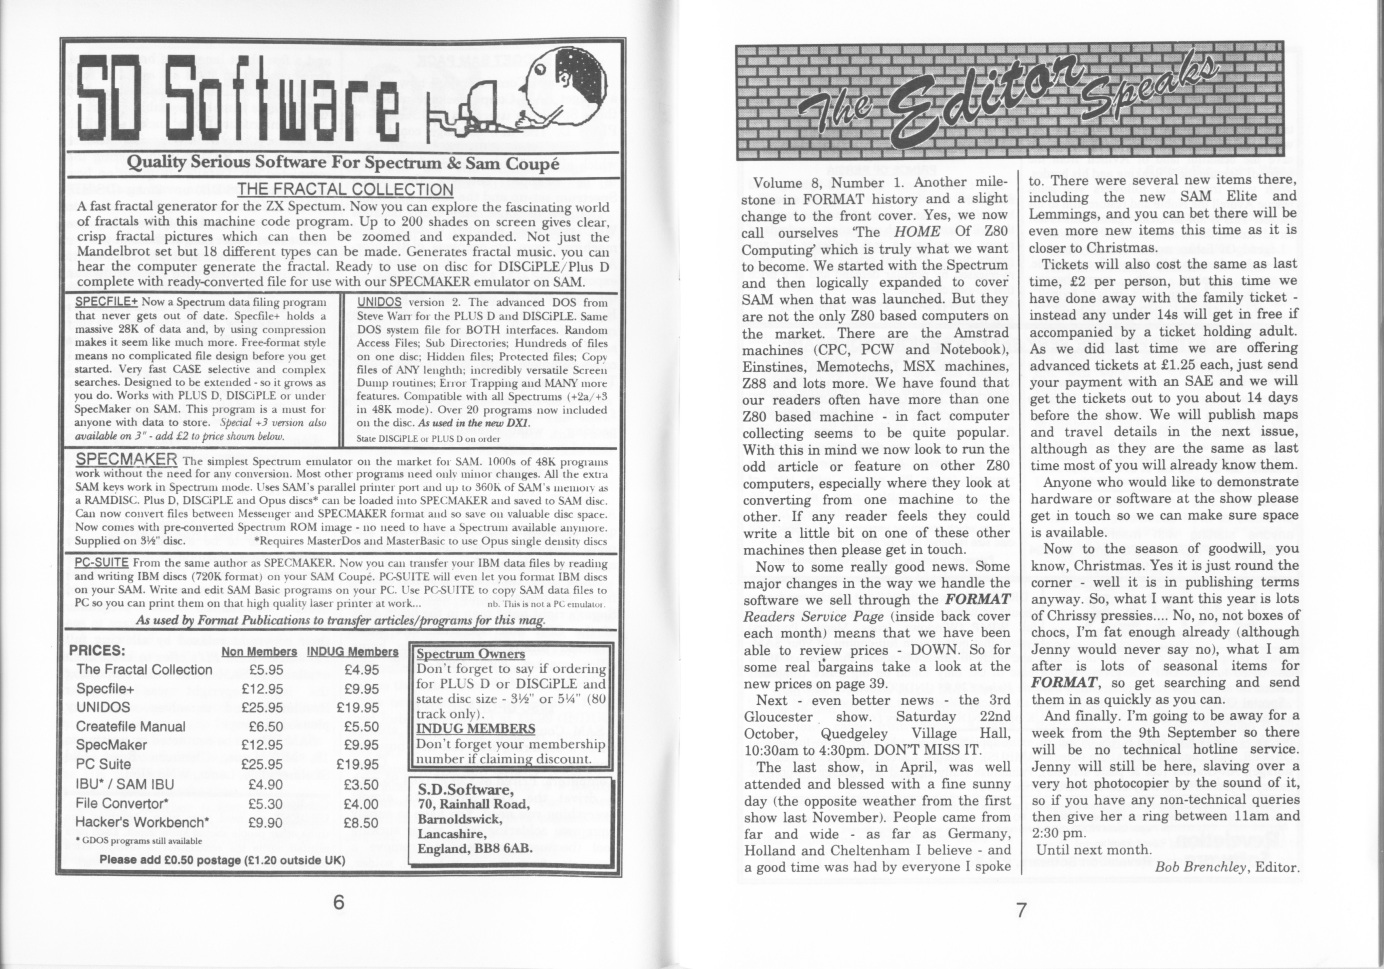 SD Software
Quality Serious Software For Spectrum & Sam Coupé
THE FRACTAL COLLECTION
A fast fractal generator for the ZX Spectum. Now you can explore the fascinating world
of fractals with this machine code program. Up to 200 shades on screen gives clear,
crisp fractal pictures which can then be zoomed and expanded. Not just the
Mandelbrot set but 18 different types can be made. Generates fractal music, you can
hear the computer generate the fractal. Ready to use on disc for DISCiPLE/Plus D
complete with ready-converted file for use with our SPECMAKER emulator on SAM.
SPECFILE+ Now a Spectrum data filing program
that never gets out of date. Specfile+ holds a
massive 28K of data and, by using compression
makes it seem like much more. Free-format style
means no complicated file design before you get
started. Very fast CASE selective and complex
searches. Designed to be extended - so it grows as
you do. Works with PLUS D, DISCiPLE or under
SpecMaker on SAM. This program is a must for
anyone with data to store. Special +3 version also
available on 3" - add £2 to price shown below.
UNIDOS version 2. The advanced DOS from
Steve Warr for the PLUS D and DISCiPLE. Same
DOS system file for BOTH interfaces. Random
Access Files; Sub Directories; Hundreds of files
on one disc; Hidden files; Protected files; Copy
files of ANY lenghth; incredibly versatile Screen
Dump routines; Error Trapping and MANY more
features. Compatible with all Spectrums (+2a/+3
in 48K mode). Over 20 programs now included
on the disc. As used in the new DX1.
State DISCiPLE or PLUS D on order
SPECMAKER The simplest Spectrum emulator on the market for SAM. 1000s of 48K programs
work without the need for any conversion. Most other programs need only minor changes. All the extra
SAM keys work in Spectrum mode. Uses SAM's parallel printer port and up to 360K of SAM's memory as
a RAMDISC. Plus D, DISCiPLE and Opus discs* can be loaded into SPECMAKER and saved to SAM disc.
Can now convert files between Messenger and SPECMAKER format and so save on valuable disc space.
Now comes with pre-converted Spectrum ROM image - no need to have a Spectrum available anymore.
Supplied on 3½" disc. *Requires MasterDos and MasterBasic to use Opus single density discs
PC-SUITE From the same author as SPECMAKER. Now you can transfer your IBM data files by reading
and writing IBM discs (720K format) on your SAM Coupé. PC-SUITE will even let you format IBM discs
on your SAM. Write and edit SAM Basic programs on your PC. Use PC-SUITE to copy SAM data files to
PC so you can print them on that high quality laser printer at work... nb. This is not a PC emulator.
As used by Format Publications to transfer articles/programs for this mag.
PRICES: Non Members INDUG Members
The Fractal Collection £5.95 £4.95
Specfile+ £12.95 £9.95
UNIDOS £25.95 £19.95
Createfile Manual £6.50 £5.50
SpecMaker £12.95 £9.95
PC Suite £25.95 £19.95
IBU* / SAM IBU £4.90 £3.50
File Convertor* £5.30 £4.00
Hacker's Workbench* £9.90 £8.50
* GDOS programs still available
Please add £0.50 postage (£1.20 outside UK)
Spectrum Owners
Don't forget to say if ordering
for PLUS D or DISCiPLE and
state disc size - 3½" or 5¼" (80
track only).
INDUG MEMBERS
Don't forget your membership
number if claiming discount.
S.D.Software,
70, Rainhall Road,
Barnoldswick,
Lancashire,
England, BB8 6AB.
6
The Editor Speaks
Volume 8, Number 1. Another mile-
stone in FORMAT history and a slight
change to the front cover. Yes, we now
call ourselves 'The HOME Of Z80
Computing' which is truly what we want
to become. We started with the Spectrum
and then logically expanded to cover
SAM when that was launched. But they
are not the only Z80 based computers on
the market. There are the Amstrad
machines (CPC, PCW and Notebook),
Einstines, Memotechs, MSX machines,
Z88 and lots more. We have found that
our readers often have more than one
Z80 based machine - in fact computer
collecting seems to be quite popular.
With this in mind we now look to run the
odd article or feature on other Z80
computers, especially where they look at
converting from one machine to the
other. If any reader feels they could
write a little bit on one of these other
machines then please get in touch.
Now to some really good news. Some
major changes in the way we handle the
software we sell through the FORMAT
Readers Service Page (inside back cover
each month) means that we have been
able to review prices - DOWN. So for
some real bargains take a look at the
new prices on page 39.
Next - even better news - the 3rd
Gloucester show. Saturday 22nd
October, Quedgeley Village Hall,
10:30am to 4:30pm. DON'T MISS IT.
The last show, in April, was well
attended and blessed with a fine sunny
day (the opposite weather from the first
show last November). People came from
far and wide - as far as Germany,
Holland and Cheltenham I believe - and
a good time was had by everyone I spoke
to. There were several new items there,
including the new SAM Elite and
Lemmings, and you can bet there will be
even more new items this time as it is
closer to Christmas.
Tickets will also cost the same as last
time, £2 per person, but this time we
have done away with the family ticket -
instead any under 14s will get in free if
accompanied by a ticket holding adult.
As we did last time we are offering
advanced tickets at £1.25 each, just send
your payment with an SAE and we will
get the tickets out to you about 14 days
before the show. We will publish maps
and travel details in the next issue,
although as they are the same as last
time most of you will already know them.
Anyone who would like to demonstrate
hardware or software at the show please
get in touch so we can make sure space
is available.
Now to the season of goodwill, you
know, Christmas. Yes it is just round the
corner - well it is in publishing terms
anyway. So, what I want this year is lots
of Chrissy pressies.... No, no, not boxes of
chocs, I'm fat enough already (although
Jenny would never say no), what I am
after is lots of seasonal items for
FORMAT, so get searching and send
them in as quickly as you can.
And finally. I'm going to be away for a
week from the 9th September so there
will be no technical hotline service.
Jenny will still be here, slaving over a
very hot photocopier by the sound of it,
so if you have any non-technical queries
then give her a ring between 11am and
2:30 pm.
Until next month.
Bob Brenchley, Editor.
7